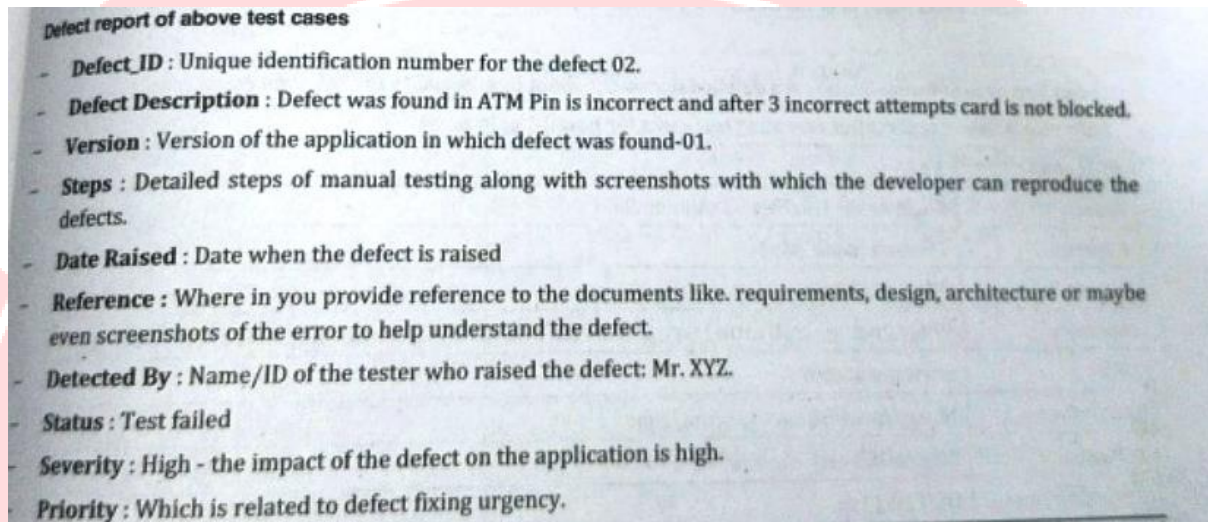 Defect report of above test cases
- Defect_ID : Unique identification number for the defect 02.
- Defect Description : Defect was found in ATM Pin is incorrect and after 3 incorrect attempts card is not blocked.
- Version : Version of the application in which defect was found-01.
- Steps : Detailed steps of manual testing along with screenshots with which the developer can reproduce the
defects.
- Date Raised : Date when the defect is raised
- Reference : Where in you provide reference to the documents like. requirements, design, architecture or maybe
even screenshots of the error to help understand the defect.
- Detected By : Name/ID of the tester who raised the defect: Mr. XYZ.
- Status : Test failed
- Severity : High - the impact of the defect on the application is high.
- Priority : Which is related to defect fixing urgency.